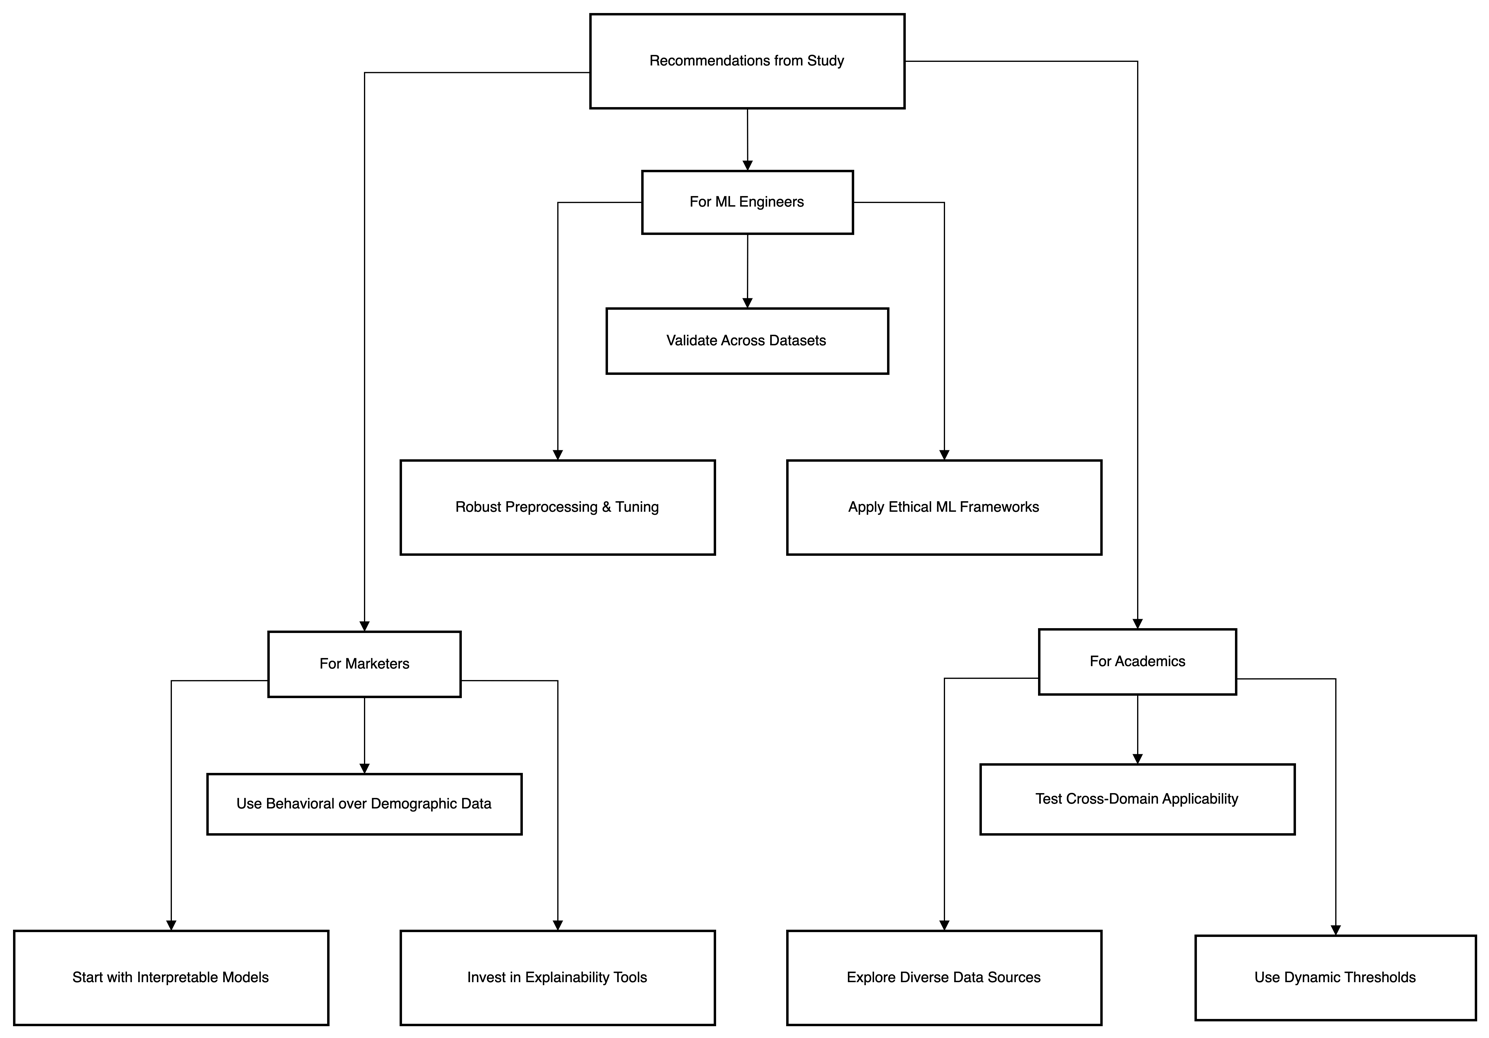 Recommendations from Study
For ML Engineers
Validate Across Datasets
Robust Preprocessing & Tuning
Apply Ethical ML Frameworks
For Marketers
For Academics
Use Behavioral over Demographic Data
Test Cross-Domain Applicability
Start with Interpretable Models
Invest in Explainability Tools
Explore Diverse Data Sources
Use Dynamic Thresholds